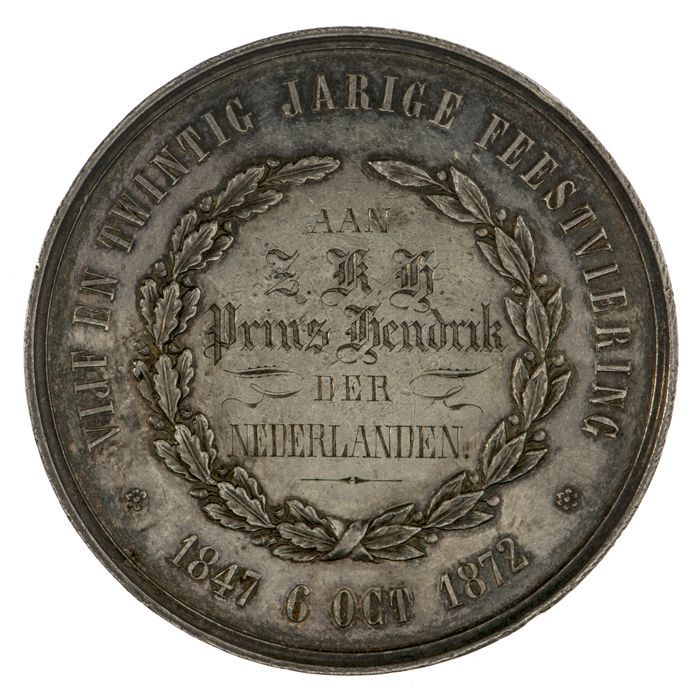 VIJF EN TWINTIG JARIGE FEESTVIERING
AAN
Z. K. H.
Prins Hendrik
DER
NEDERLANDEN.
1847 6 OCT 1872